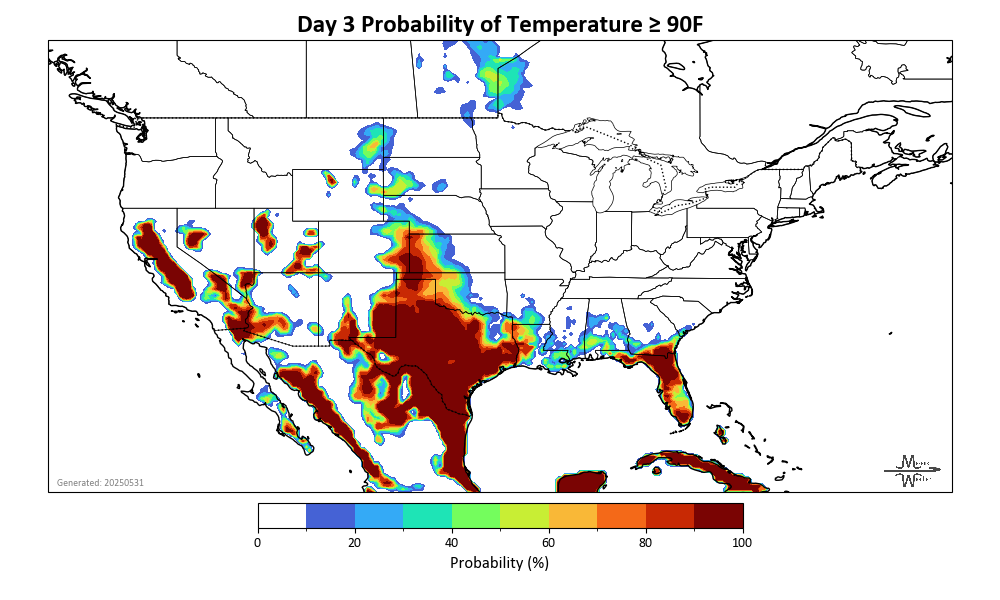 Day 3 Probability of Temperature ≥ 90F
Generated: 20250531
0 20 40 60 80 100
Probability (%)